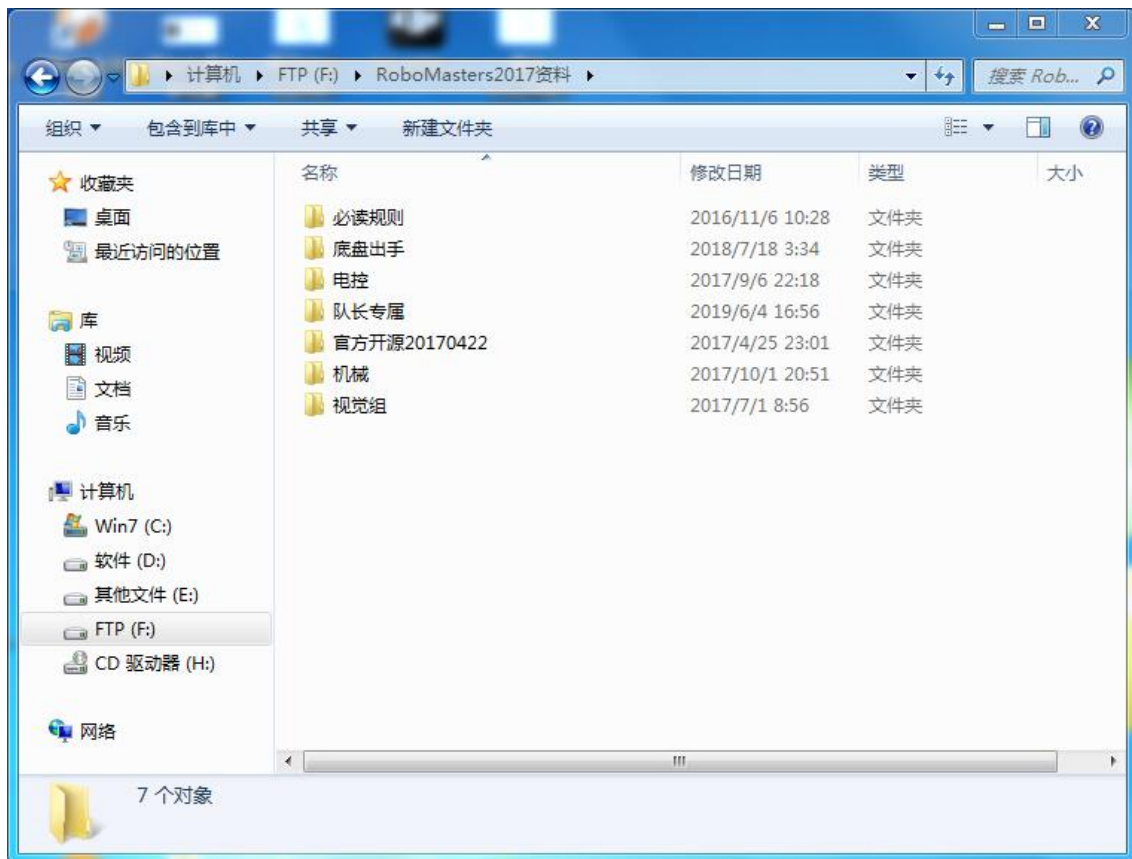 计算机 FTP (F:) RoboMasters2017资料 搜索 Rob...
组织 包含到库中 共享 新建文件夹
名称 修改日期 类型 大小
收藏夹
桌面
最近访问的位置
库
视频
文档
音乐
计算机
Win7 (C:)
软件 (D:)
其他文件 (E:)
FTP (F:)
CD 驱动器 (H:)
网络
必读规则 2016/11/6 10:28 文件夹
底盘出手 2018/7/18 3:34 文件夹
电控 2017/9/6 22:18 文件夹
队长专属 2019/6/4 16:56 文件夹
官方开源20170422 2017/4/25 23:01 文件夹
机械 2017/10/1 20:51 文件夹
视觉组 2017/7/1 8:56 文件夹
7 个对象